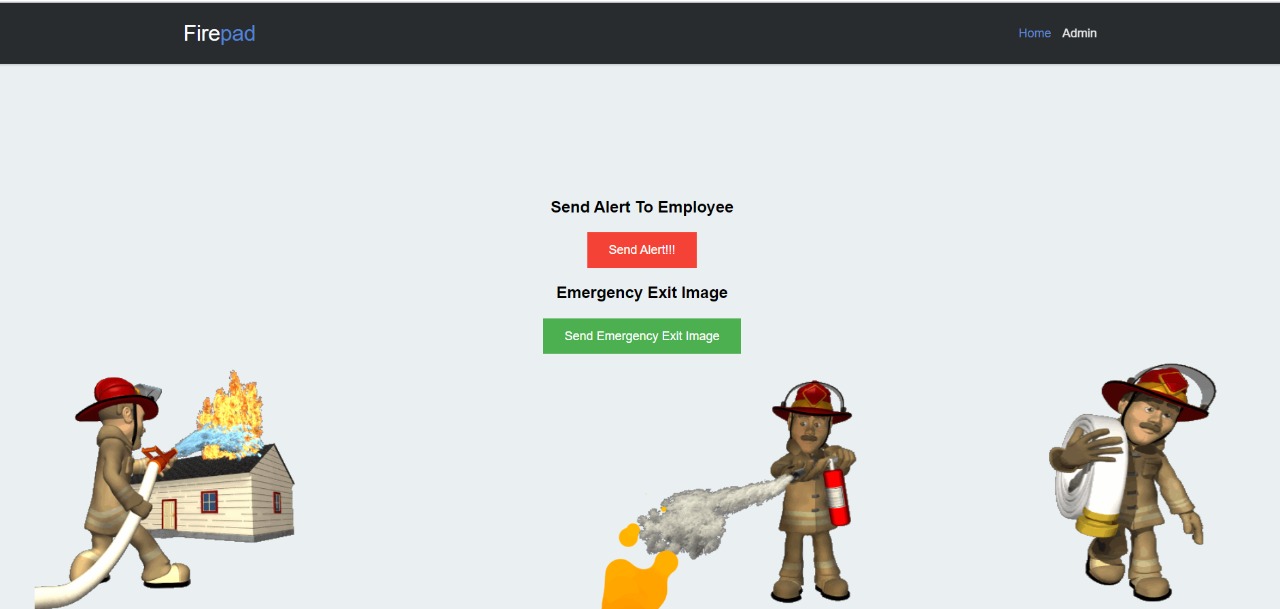 Firepad
Home Admin
Send Alert To Employee
Send Alert!!!
Emergency Exit Image
Send Emergency Exit Image